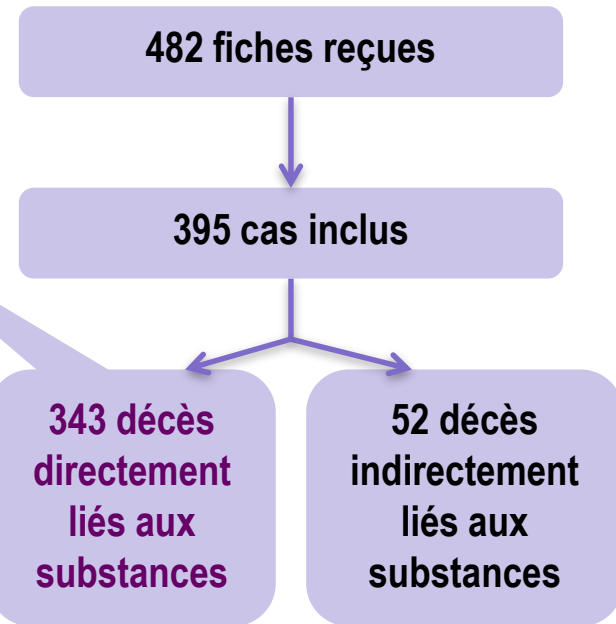 482 fiches reçues
395 cas inclus
343 décès
directement
liés aux
substances
52 décès
indirectement
liés aux
substances